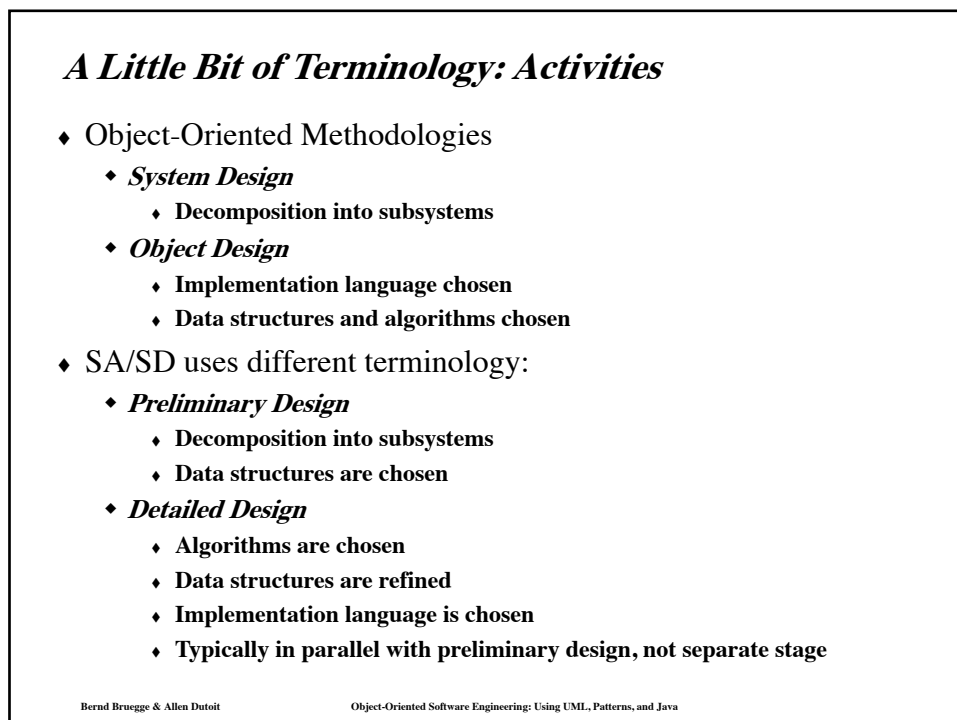 A Little Bit of Terminology: Activities
Object-Oriented Methodologies
System Design
Decomposition into subsystems
Object Design
Implementation language chosen
Data structures and algorithms chosen
SA/SD uses different terminology:
Preliminary Design
Decomposition into subsystems
Data structures are chosen
Detailed Design
Algorithms are chosen
Data structures are refined
Implementation language is chosen
Typically in parallel with preliminary design, not separate stage
Bernd Bruegge & Allen Dutoit Object-Oriented Software Engineering: Using UML, Patterns, and Java